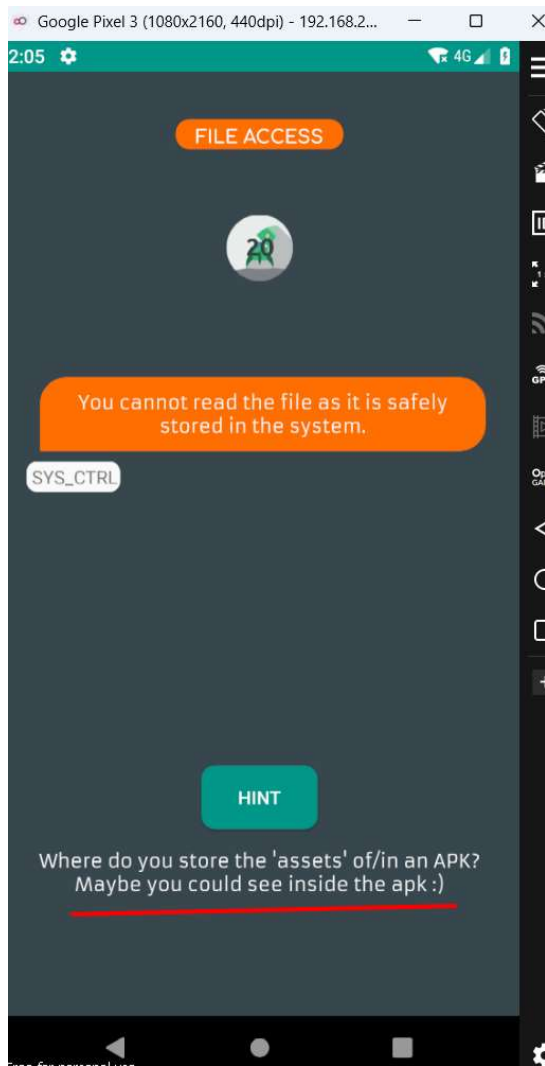 Google Pixel 3 (1080x2160, 440dpi) - 192.168.2...
2:05
4G
FILE ACCESS
20
You cannot read the file as it is safely
stored in the system.
SYS_CTRL
HINT
Where do you store the 'assets' of/in an APK?
Maybe you could see inside the apk :)